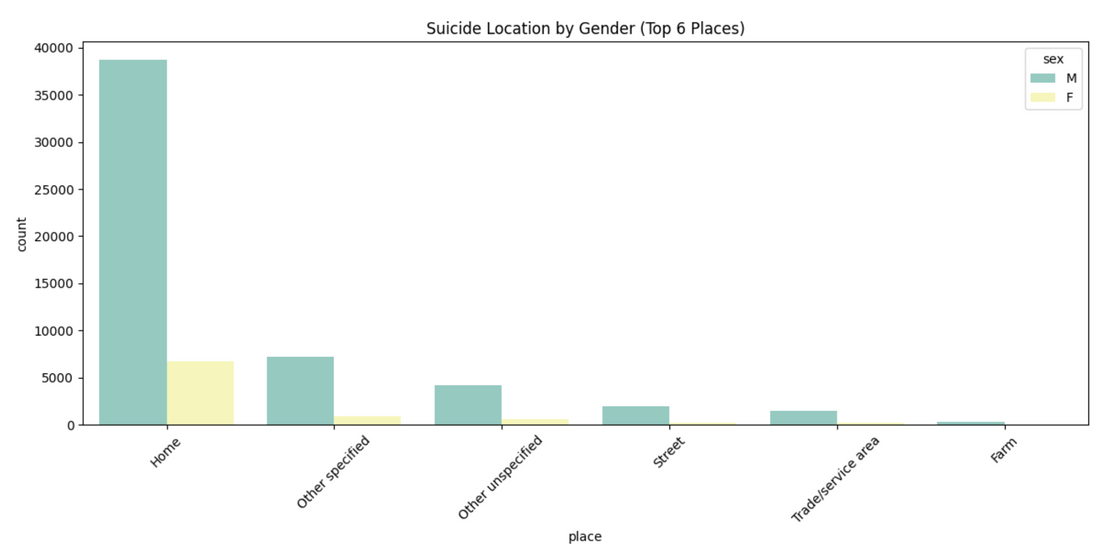 Suicide Location by Gender (Top 6 Places)
40000
35000
30000
25000
20000
15000
10000
5000
0
count
sex
M
F
Home
Other specified
Other unspecified
Street
Trade/service area
Farm
place